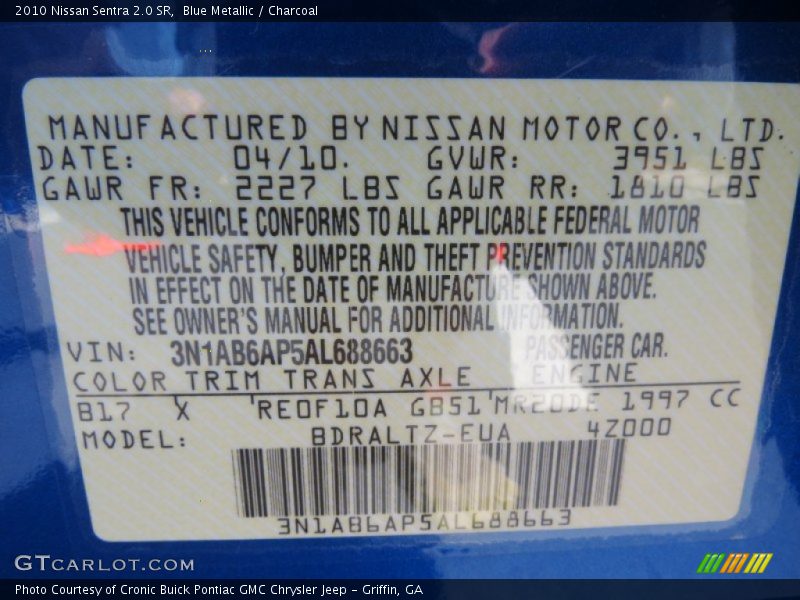 2010 Nissan Sentra 2.0 SR,  Blue Metallic / Charcoal
MANUFACTURED BY NISSAN MOTOR CO., LTD.
DATE: 04/10. GVWR: 3951 LBS
GAWR FR: 2227 LBS GAWR RR: 1810 LBS
THIS VEHICLE CONFORMS TO ALL APPLICABLE FEDERAL MOTOR
VEHICLE SAFETY, BUMPER AND THEFT PREVENTION STANDARDS
IN EFFECT ON THE DATE OF MANUFACTURE SHOWN ABOVE.
SEE OWNER'S MANUAL FOR ADDITIONAL INFORMATION.
VIN: 3N1AB6AP5AL688663 PASSENGER CAR.
COLOR TRIM TRANS AXLE ENGINE
B17 X RE0F10A GB51 MR20DE 1997 CC
MODEL: BDRALTZ-EUA 4Z000
3N1AB6AP5AL688663
GTCARLOT.COM
Photo Courtesy of Cronic Buick Pontiac GMC Chrysler Jeep - Griffin, GA